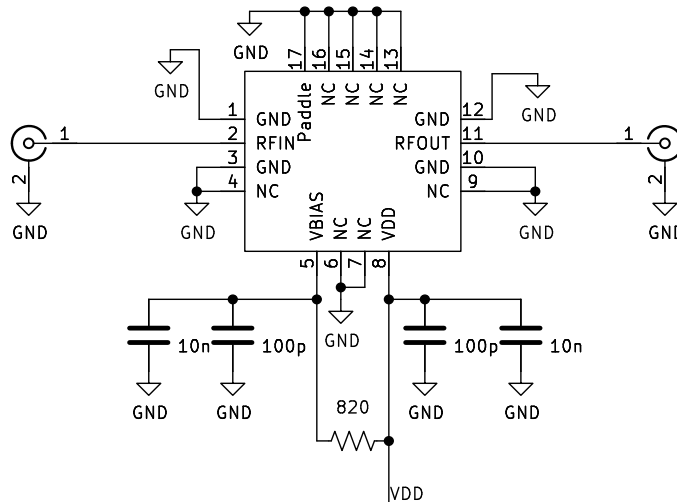 GND
17
16
15
14
13
GND
1
GND
Paddle
NC
NC
NC
NC
GND
12
GND
1
2
RFIN
RFOUT
11
1
2
3
GND
GND
10
2
4
NC
NC
9
GND
GND
GND
GND
VBIAS
NC
NC
VDD
5
6
7
8
10n
100p
GND
100p
10n
GND
GND
820
GND
GND
VDD